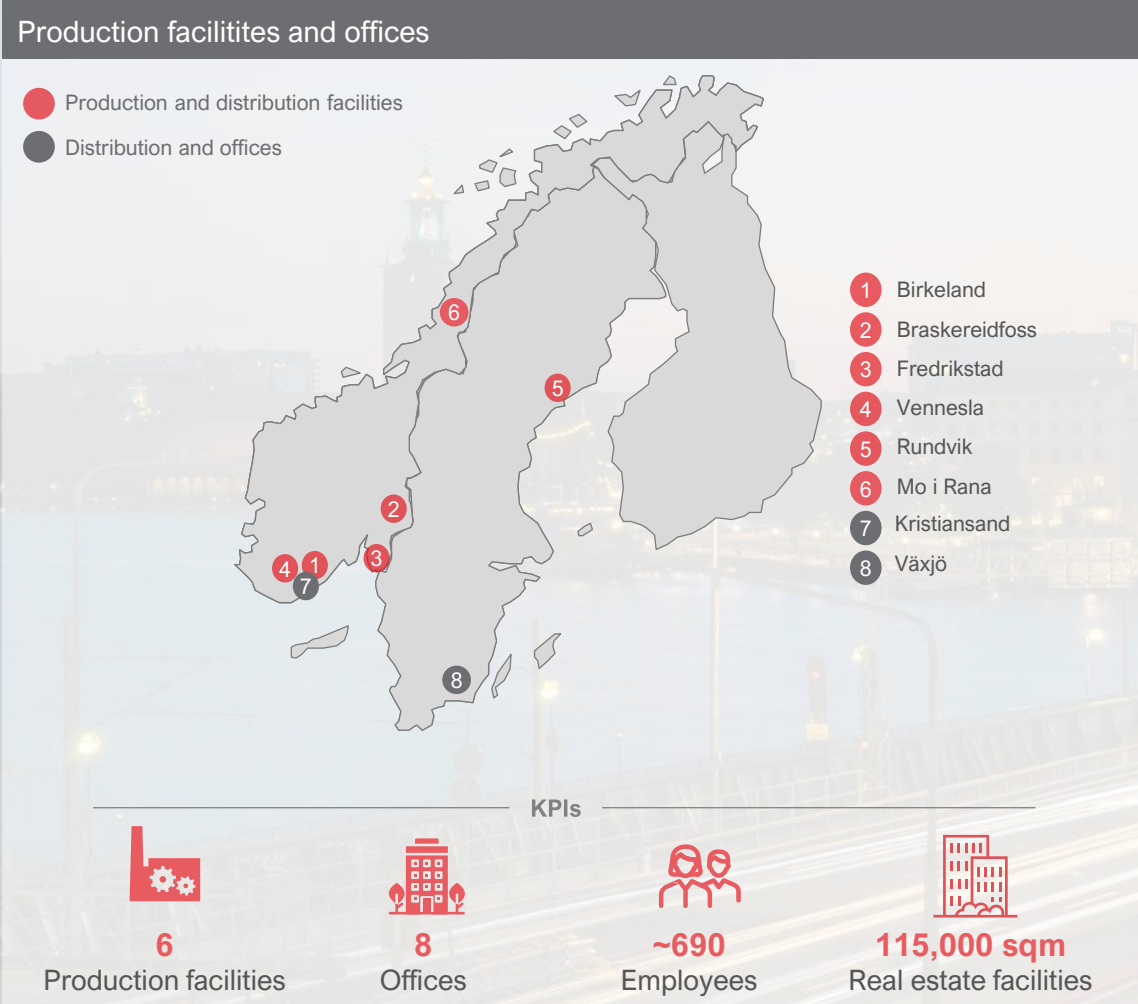 Production facilitites and offices
Production and distribution facilities
Distribution and offices
6
5
2
3
1
4
7
8
1 Birkeland
2 Braskereidfoss
3 Fredrikstad
4 Vennesla
5 Rundvik
6 Mo i Rana
7 Kristiansand
8 Växjö
KPIs
6
Production facilities
8
Offices
~690
Employees
115,000 sqm
Real estate facilities